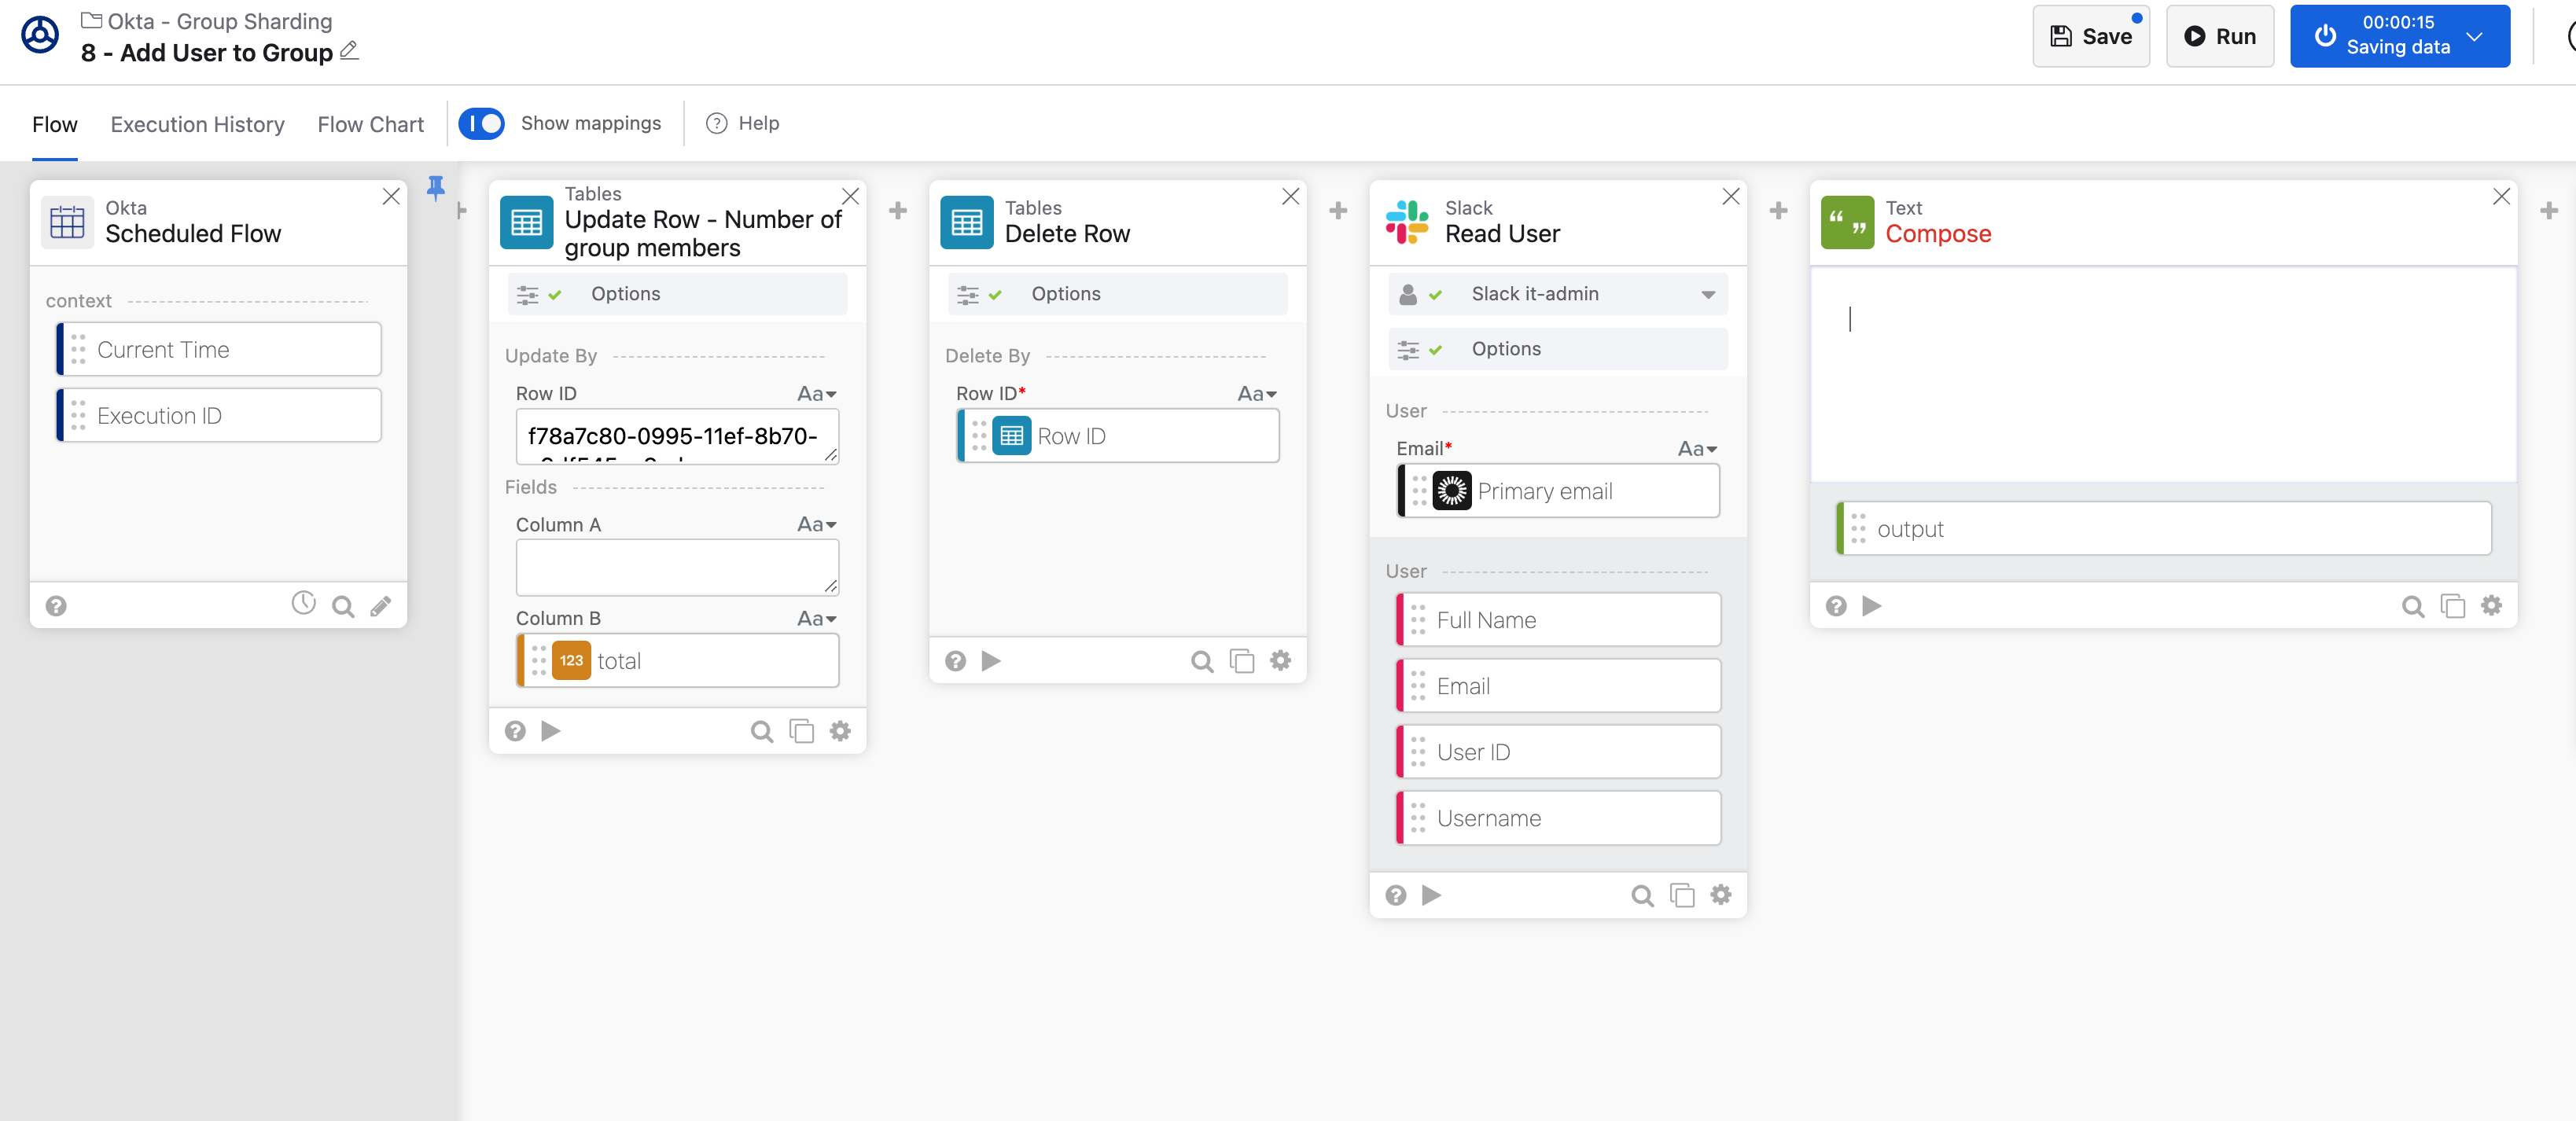 Okta - Group Sharding
8 - Add User to Group
Save
Run
00:00:15
Saving data
Flow
Execution History
Flow Chart
Show mappings
Help
Okta
Scheduled Flow
context
Current Time
Execution ID
Tables
Update Row - Number of
group members
Options
Update By
Row ID
Aa
f78a7c80-0995-11ef-8b70-
Fields
Column A
Aa
Column B
Aa
123
total
Tables
Delete Row
Options
Delete By
Row ID*
Aa
Row ID
Slack
Read User
Slack it-admin
Options
User
Email*
Aa
Primary email
User
Full Name
Email
User ID
Username
Text
Compose
output